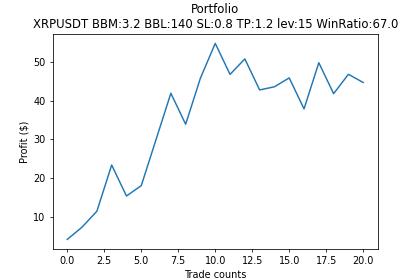 Portfolio
XRPUSDT BBM:3.2 BBL:140 SL:0.8 TP:1.2 lev:15 WinRatio:67.0
Profit ($)
50
40
30
20
10
0.0 2.5 5.0 7.5 10.0 12.5 15.0 17.5 20.0
Trade counts